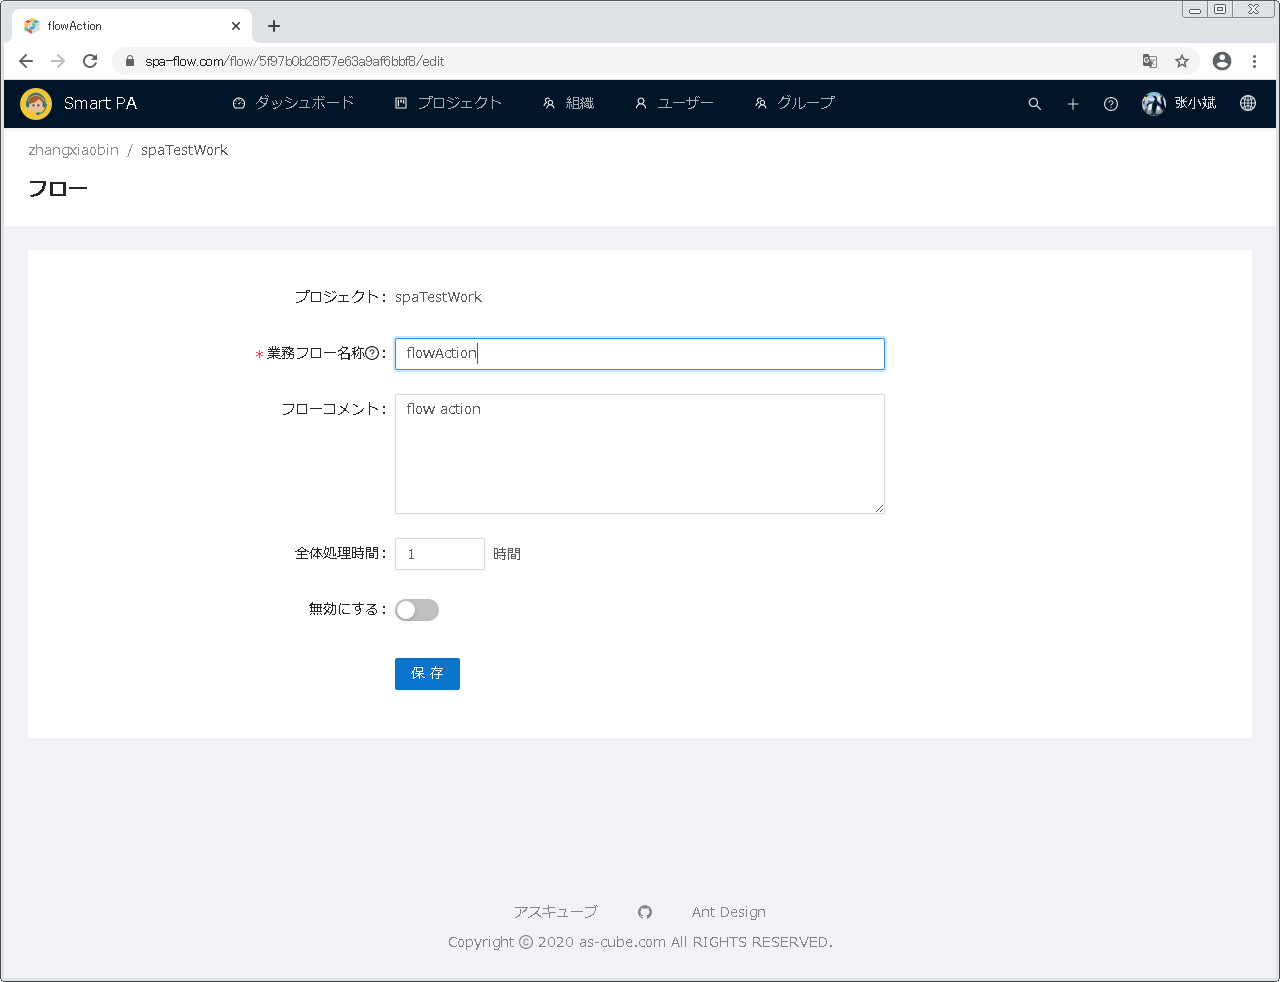 flowAction
spa-flow.com/flow/5f97b0b28f57e63a9af6bbf8/edit
Smart PA ダッシュボード プロジェクト 組織 ユーザー グループ 张小斌
zhangxiaobin / spaTestWork
フロー
プロジェクト: spaTestWork
* 業務フロー名称: flowAction
フローコメント: flow action
全体処理時間: 1 時間
無効にする:
保 存
アスキューブ Ant Design
Copyright © 2020 as-cube.com All RIGHTS RESERVED.